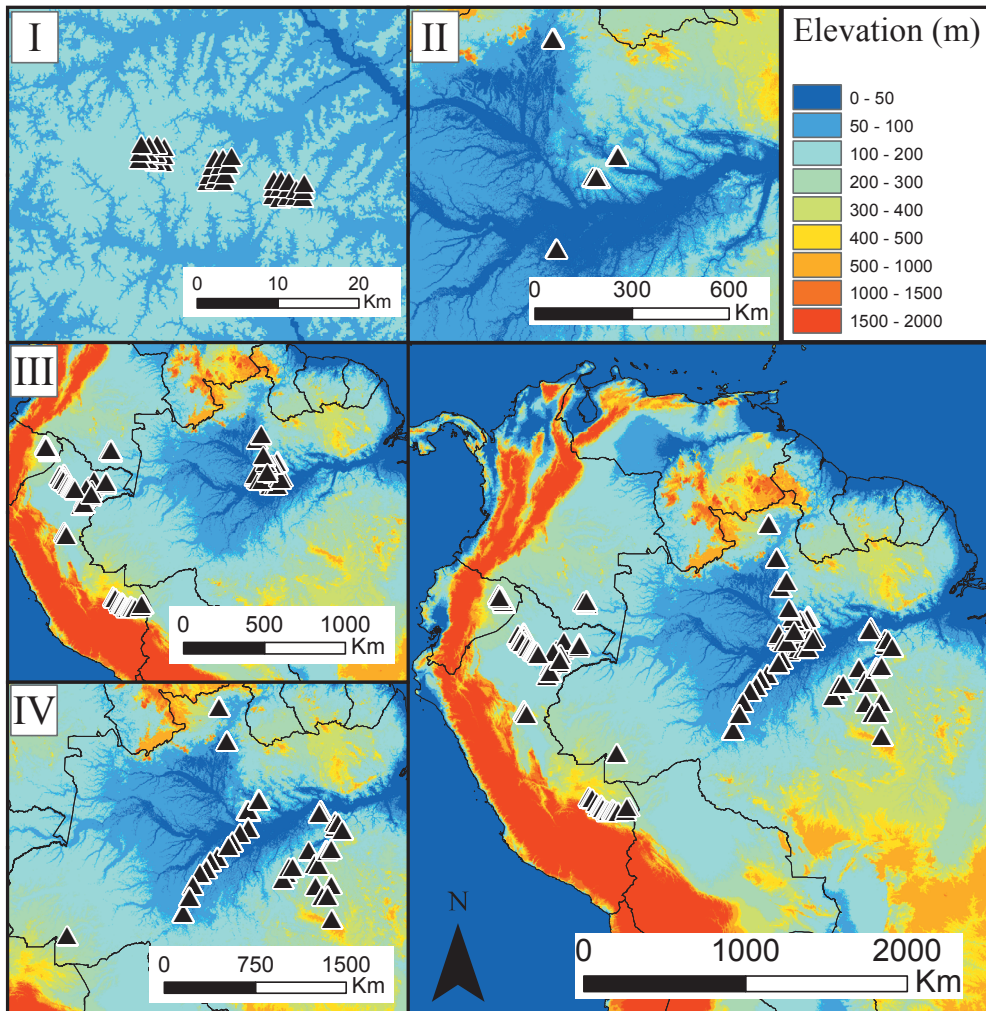 I
II
Elevation (m)
0 - 50
50 - 100
100 - 200
200 - 300
300 - 400
400 - 500
500 - 1000
1000 - 1500
1500 - 2000
0 10 20
Km
0 300 600
Km
III
0 500 1000
Km
IV
0 750 1500
Km
N
0 1000 2000
Km